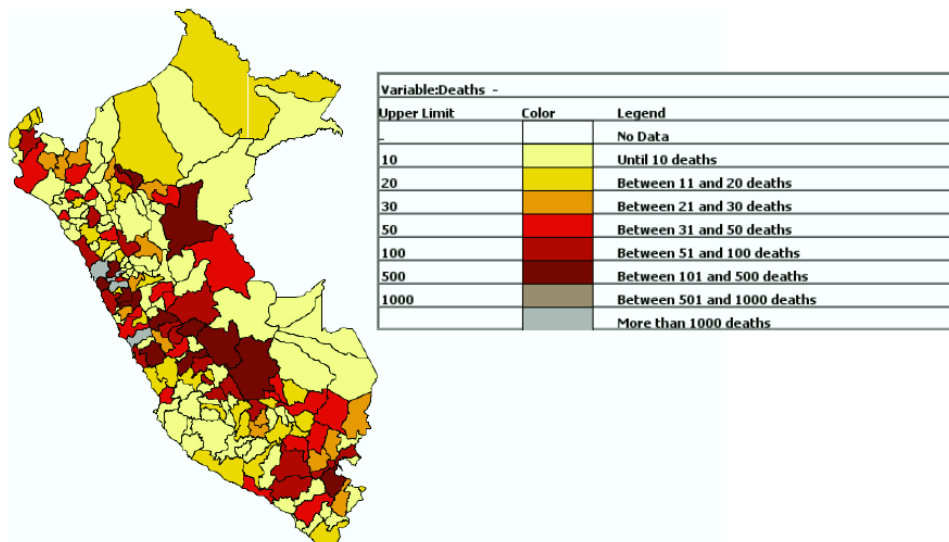 Variable:Deaths -
Upper Limit Color Legend
- No Data
10 Until 10 deaths
20 Between 11 and 20 deaths
30 Between 21 and 30 deaths
50 Between 31 and 50 deaths
100 Between 51 and 100 deaths
500 Between 101 and 500 deaths
1000 Between 501 and 1000 deaths
More than 1000 deaths